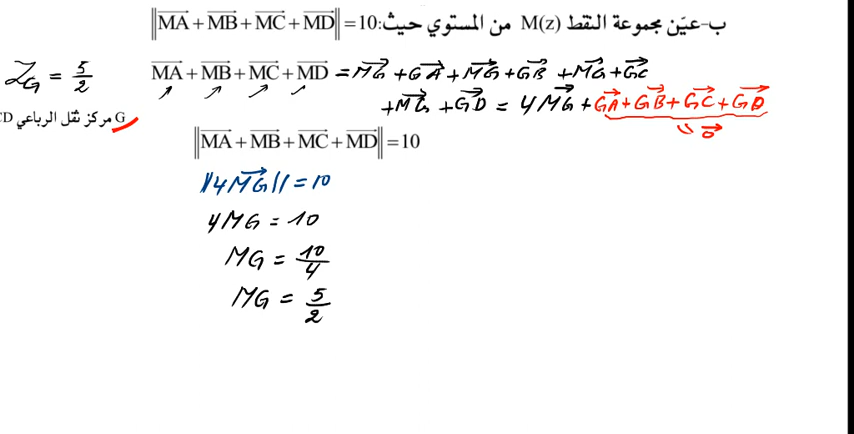 ب-عيّن مجموعة النقط M(z) من المستوي حيث: ||MA + MB + MC + MD|| = 10
Z_G = 5/2
MA + MB + MC + MD = MG + GA + MG + GB + MG + GC
+ MG + GD = 4MG + GA + GB + GC + GD
= 0
G مركز ثقل الرباعي CD
||MA + MB + MC + MD|| = 10
||4MG|| = 10
4MG = 10
MG = 10/4
MG = 5/2